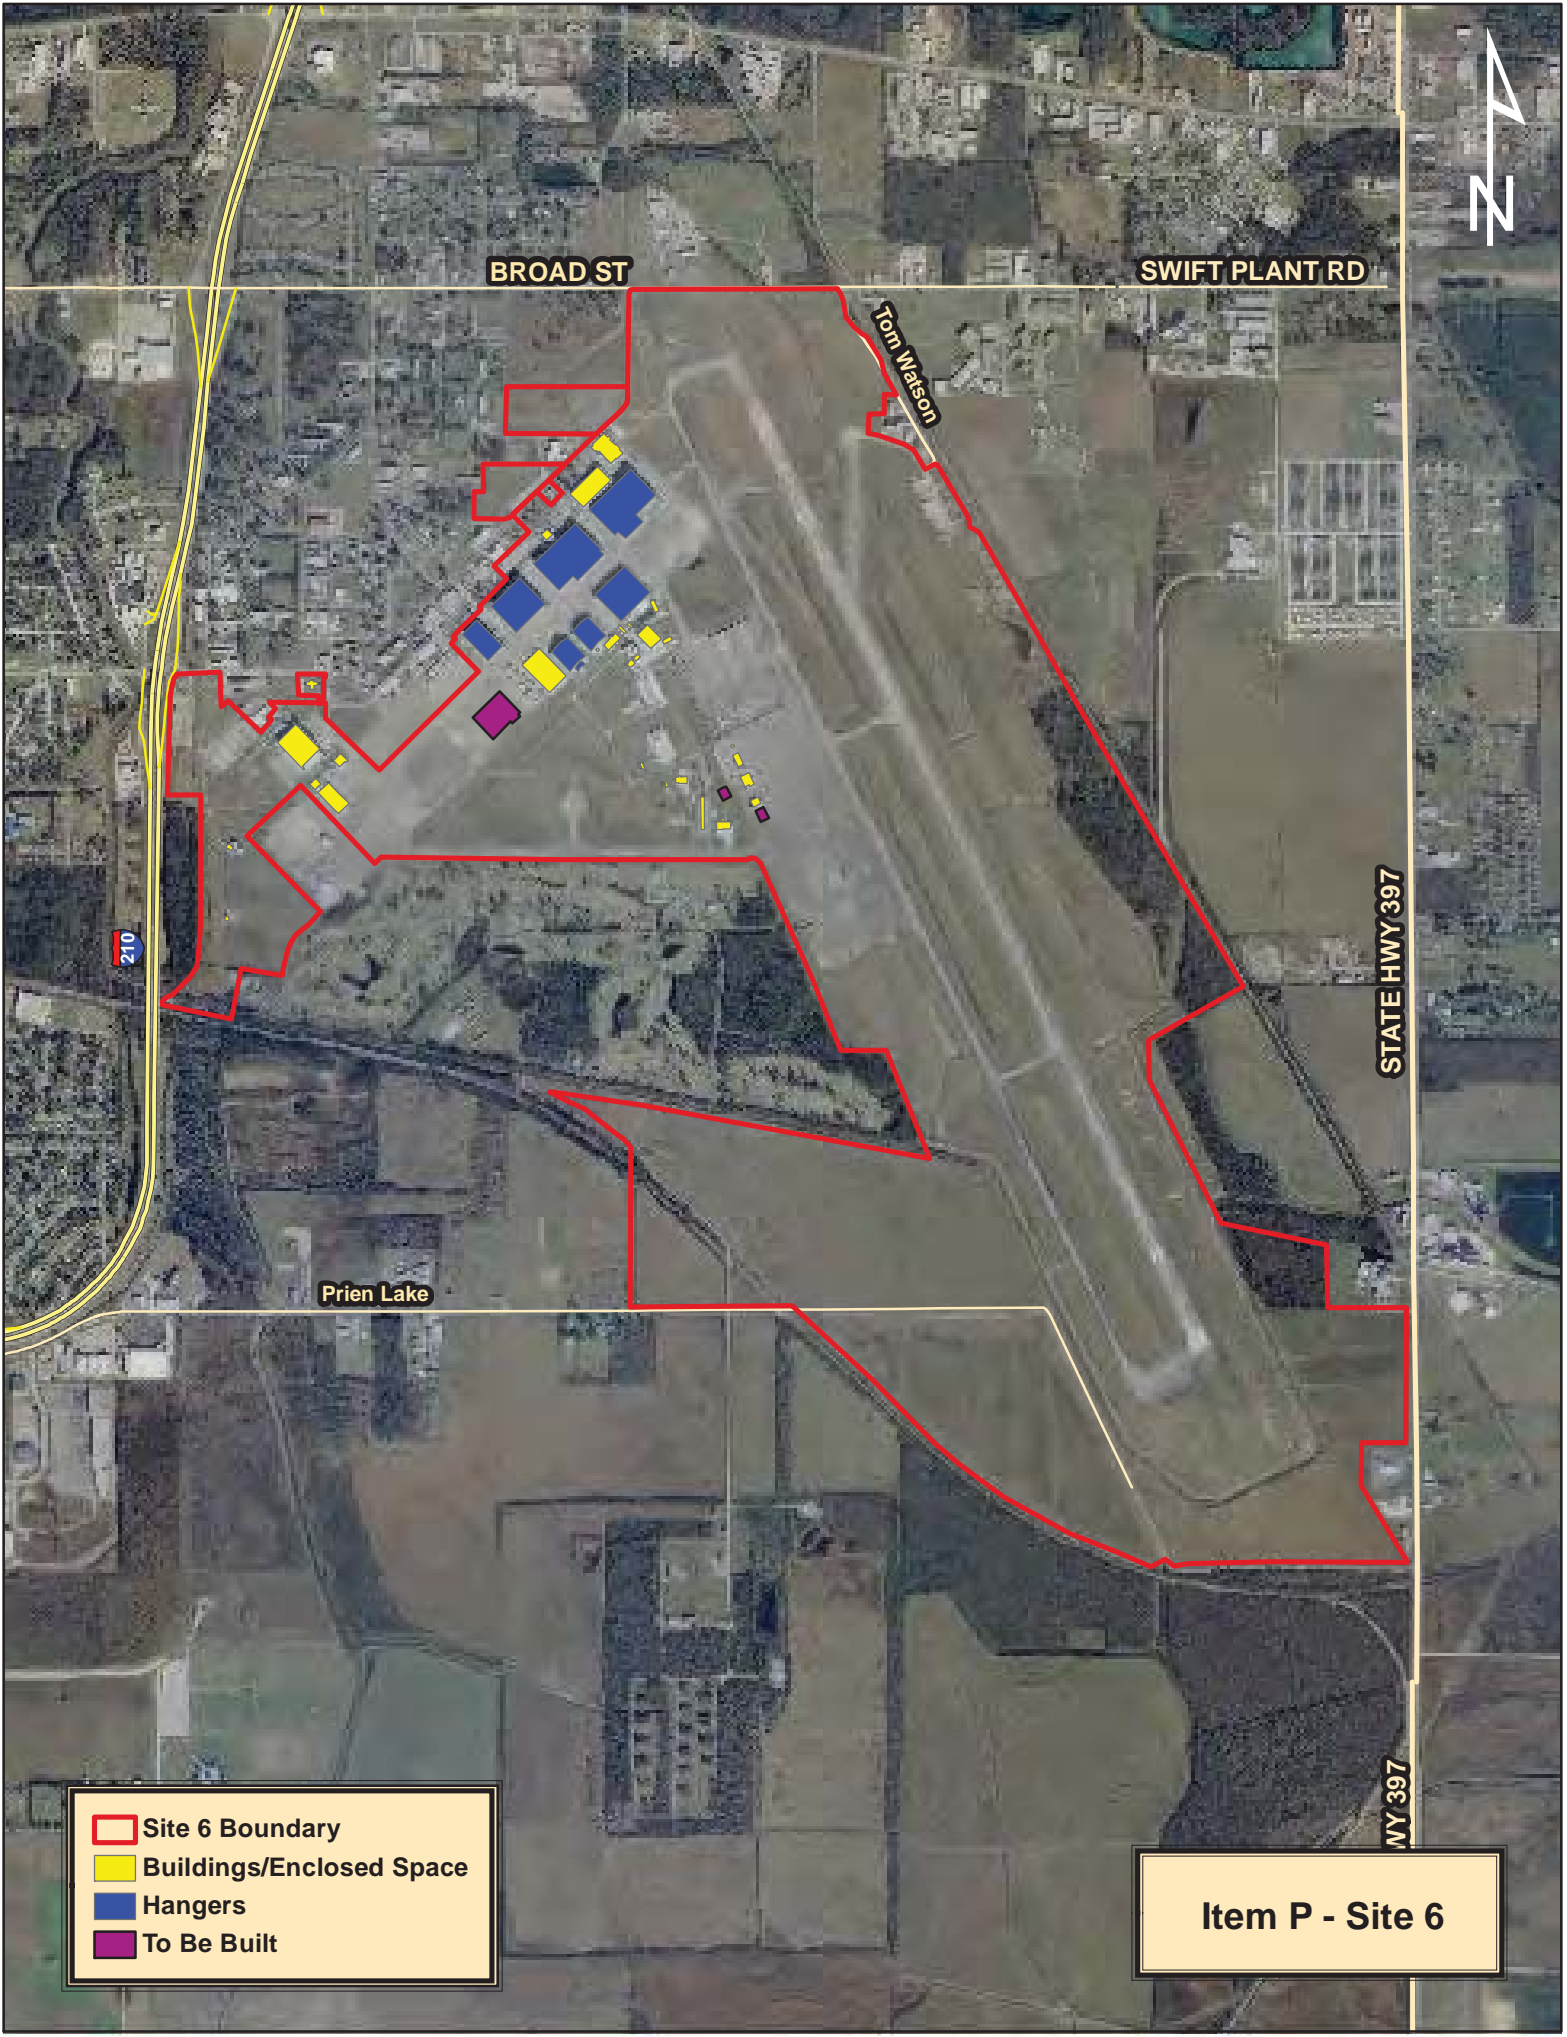 N
BROAD ST
SWIFT PLANT RD
Tom Watson
STATE HWY 397
210
Prien Lake
WY 397
Site 6 Boundary
Buildings/Enclosed Space
Hangers
To Be Built
Item P - Site 6